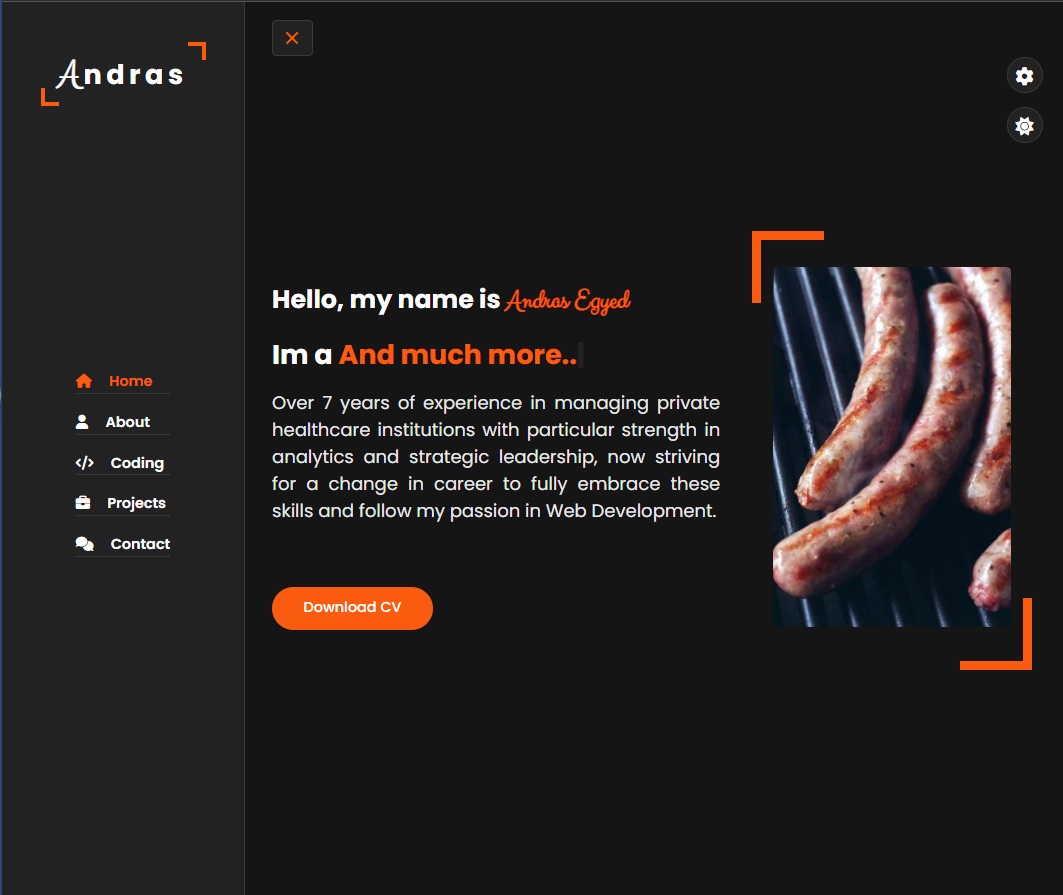 Andras
Home
About
Coding
Projects
Contact
Hello, my name is Andras Egyed
Im a And much more..
Over 7 years of experience in managing private
healthcare institutions with particular strength in
analytics and strategic leadership, now striving
for a change in career to fully embrace these
skills and follow my passion in Web Development.
Download CV